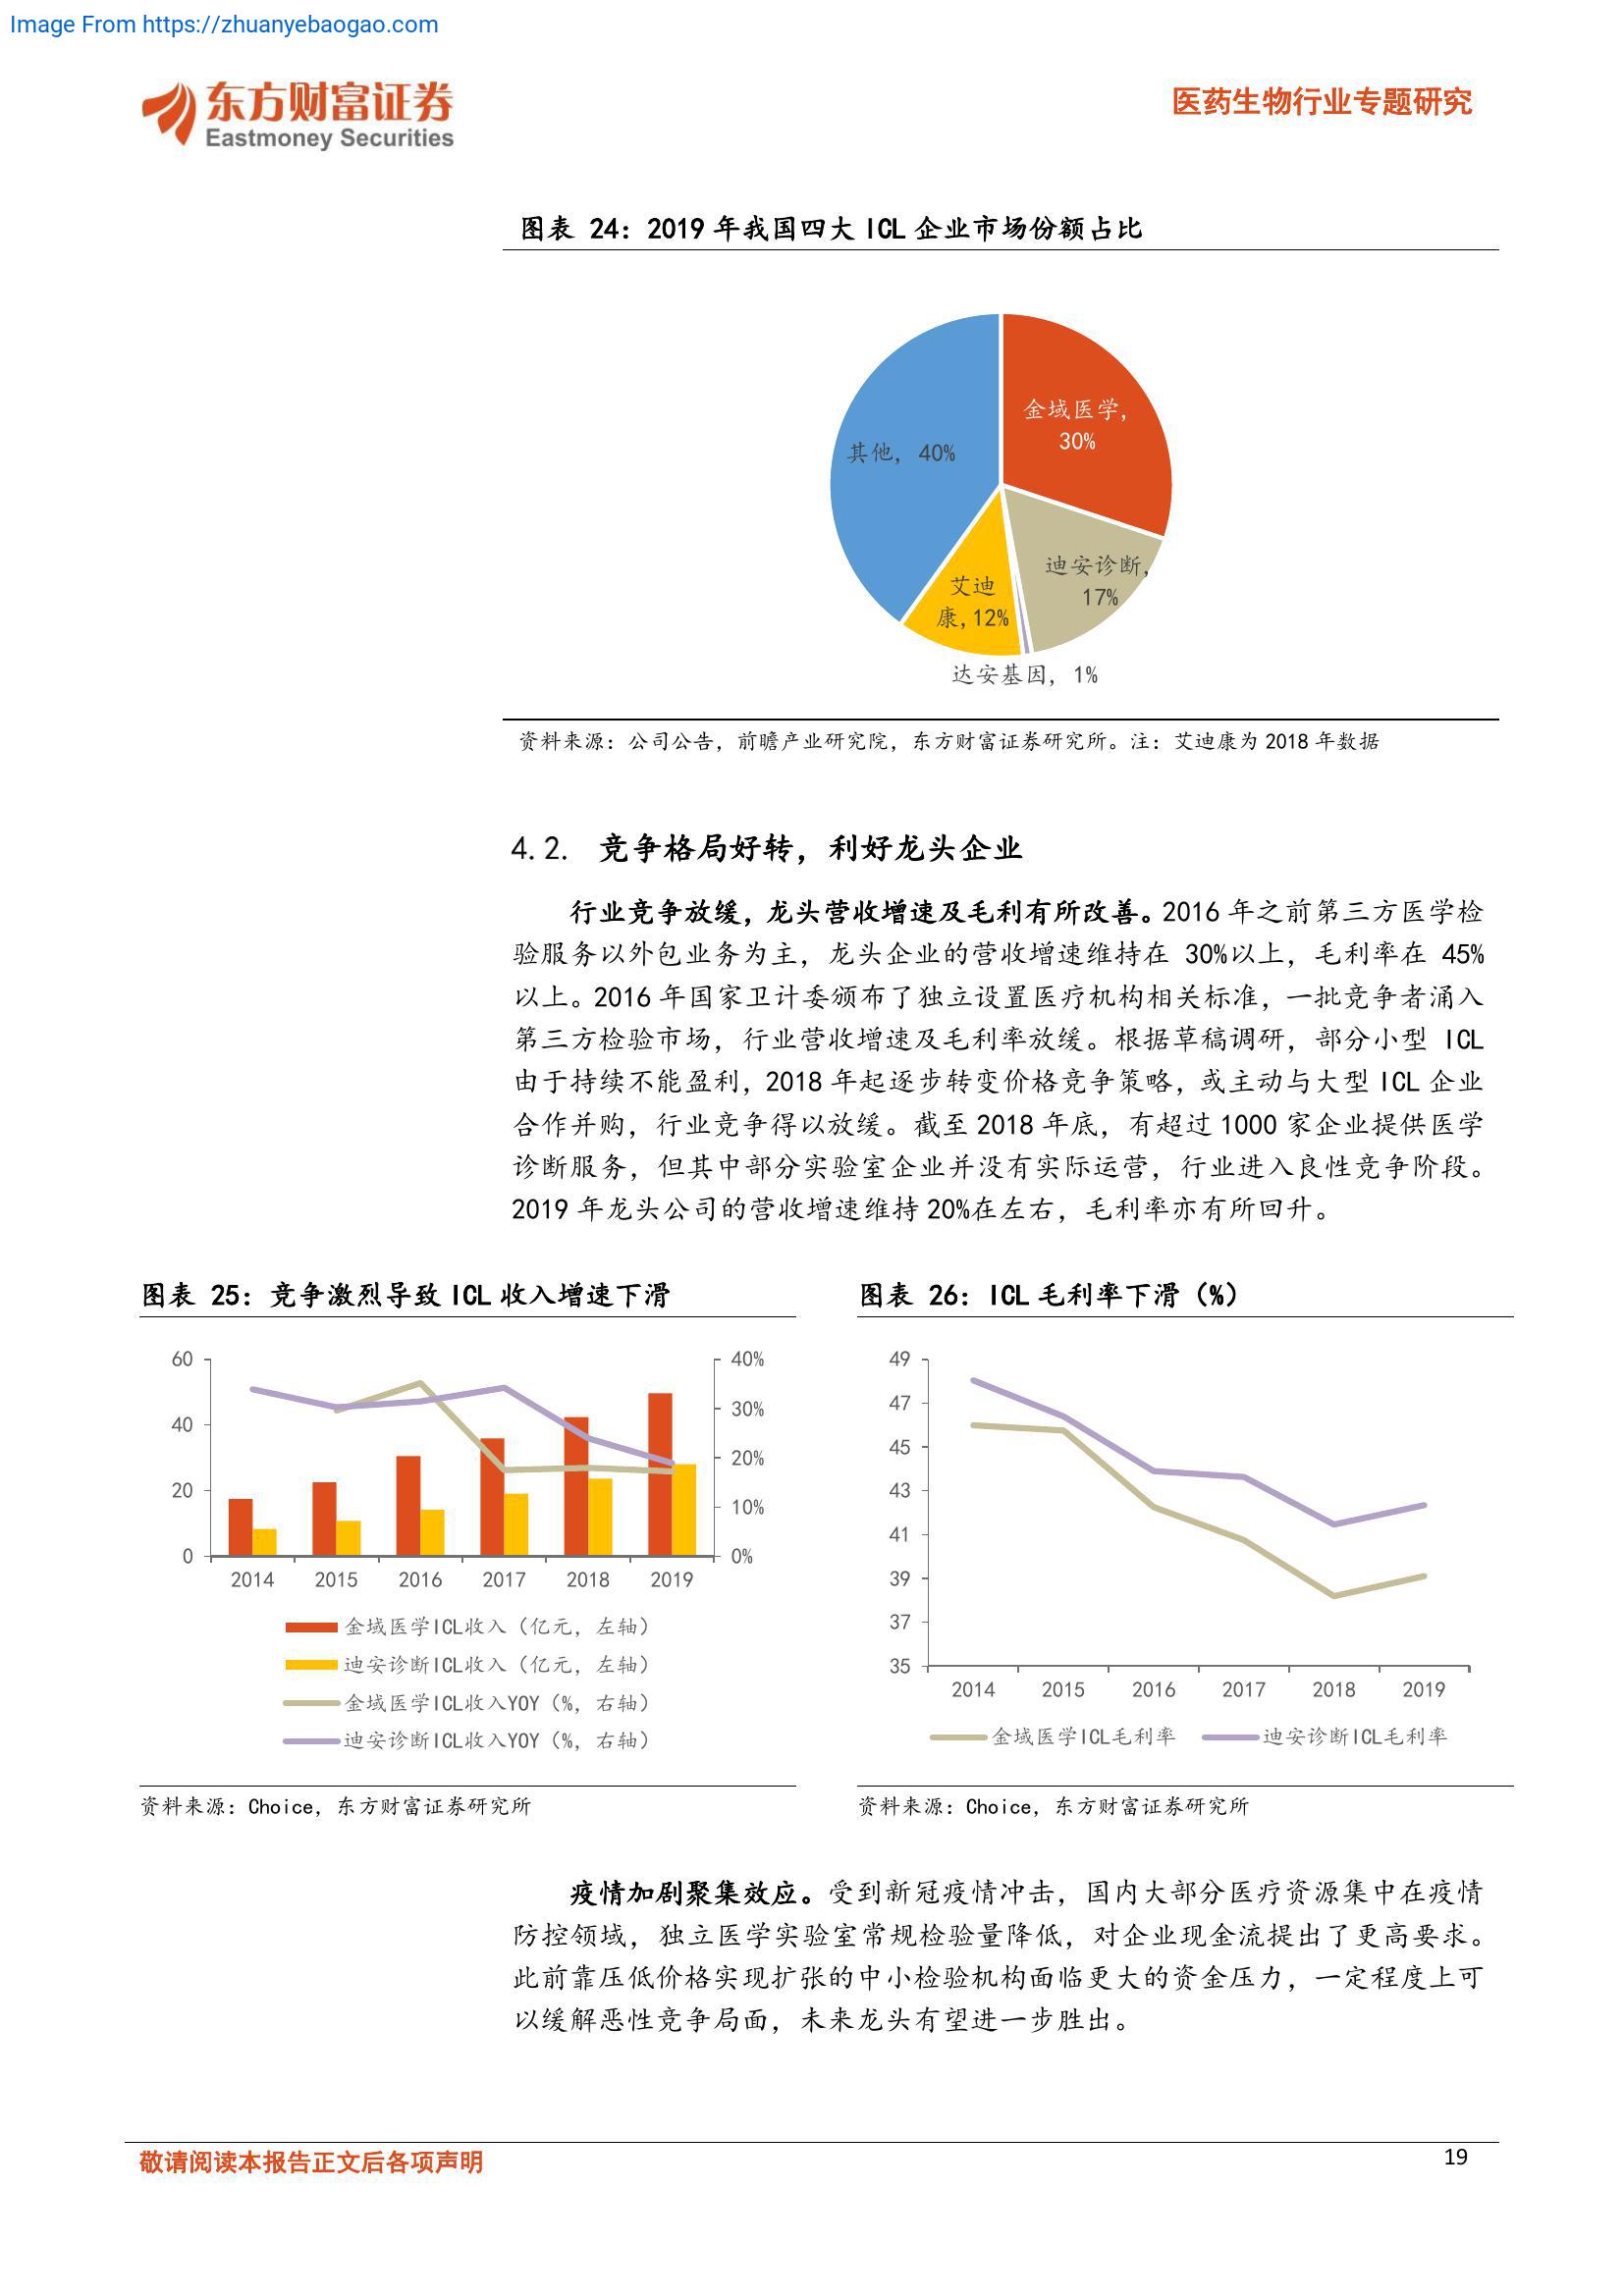 Image From https://zhuanyebaogao.com
东方财富证券
Eastmoney Securities
医药生物行业专题研究
图表 24：2019 年我国四大 ICL 企业市场份额占比
金域医学,
30%
其他, 40%
迪安诊断,
17%
艾迪
康,12%
达安基因, 1%
资料来源：公司公告，前瞻产业研究院，东方财富证券研究所。注：艾迪康为 2018 年数据
4.2. 竞争格局好转，利好龙头企业
行业竞争放缓，龙头营收增速及毛利有所改善。2016 年之前第三方医学检
验服务以外包业务为主，龙头企业的营收增速维持在 30%以上，毛利率在 45%
以上。2016 年国家卫计委颁布了独立设置医疗机构相关标准，一批竞争者涌入
第三方检验市场，行业营收增速及毛利率放缓。根据草稿调研，部分小型 ICL
由于持续不能盈利，2018 年起逐步转变价格竞争策略，或主动与大型 ICL 企业
合作并购，行业竞争得以放缓。截至 2018 年底，有超过 1000 家企业提供医学
诊断服务，但其中部分实验室企业并没有实际运营，行业进入良性竞争阶段。
2019 年龙头公司的营收增速维持 20%在左右，毛利率亦有所回升。
图表 25：竞争激烈导致 ICL 收入增速下滑
60
40
20
0
40%
30%
20%
10%
0%
2014 2015 2016 2017 2018 2019
金域医学ICL收入（亿元，左轴）
迪安诊断ICL收入（亿元，左轴）
金域医学ICL收入YOY（%，右轴）
迪安诊断ICL收入YOY（%，右轴）
资料来源：Choice，东方财富证券研究所
图表 26：ICL 毛利率下滑（%）
49
47
45
43
41
39
37
35
2014 2015 2016 2017 2018 2019
金域医学ICL毛利率 迪安诊断ICL毛利率
资料来源：Choice，东方财富证券研究所
疫情加剧聚集效应。受到新冠疫情冲击，国内大部分医疗资源集中在疫情
防控领域，独立医学实验室常规检验量降低，对企业现金流提出了更高要求。
此前靠压低价格实现扩张的中小检验机构面临更大的资金压力，一定程度上可
以缓解恶性竞争局面，未来龙头有望进一步胜出。
敬请阅读本报告正文后各项声明
19